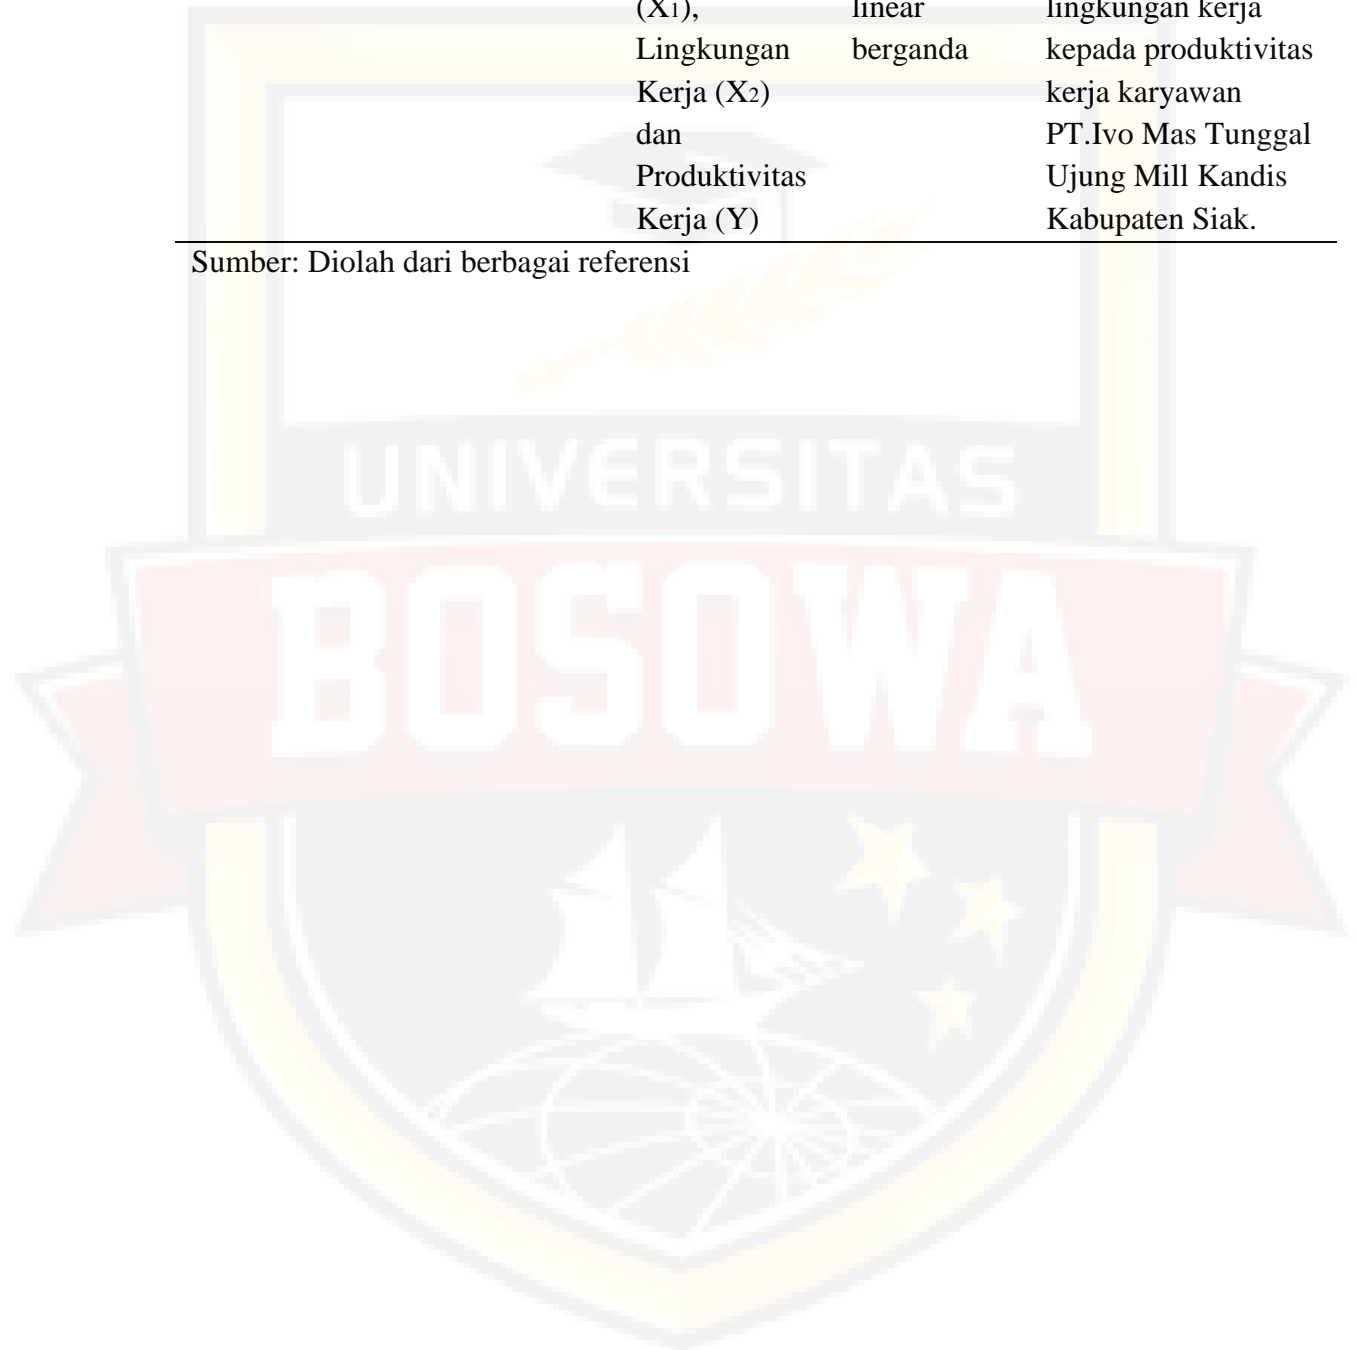 (X1), linear lingkungan kerja
Lingkungan berganda kepada produktivitas
Kerja (X2) kerja karyawan
dan PT.Ivo Mas Tunggal
Produktivitas Ujung Mill Kandis
Kerja (Y) Kabupaten Siak.
Sumber: Diolah dari berbagai referensi
UNIVERSITAS
BOSOWA